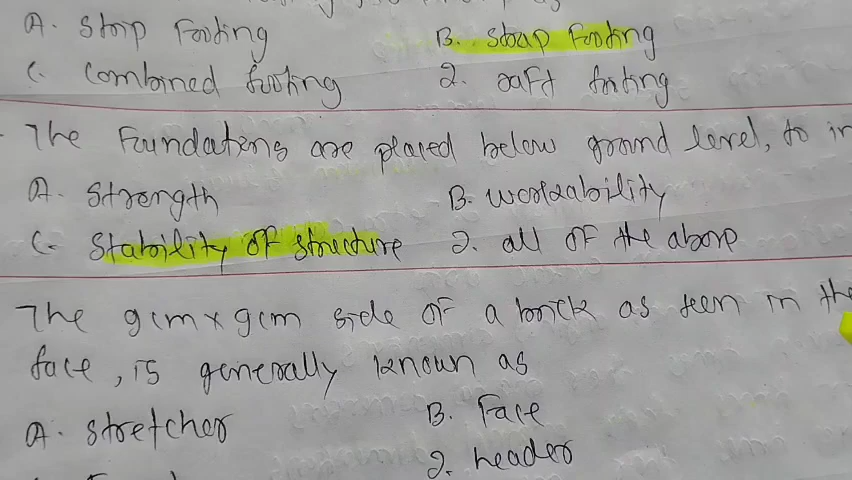 A. Strip Footing
B. Strap Footing
C. Combined footing
D. raft footing
The Foundations are placed below ground level, to in
A. Strength
B. Workability
C. Stability of structure
D. all of the above
The 9cm x 9cm side of a brick as seen in the
face, is generally known as
A. stretcher
B. Face
D. header